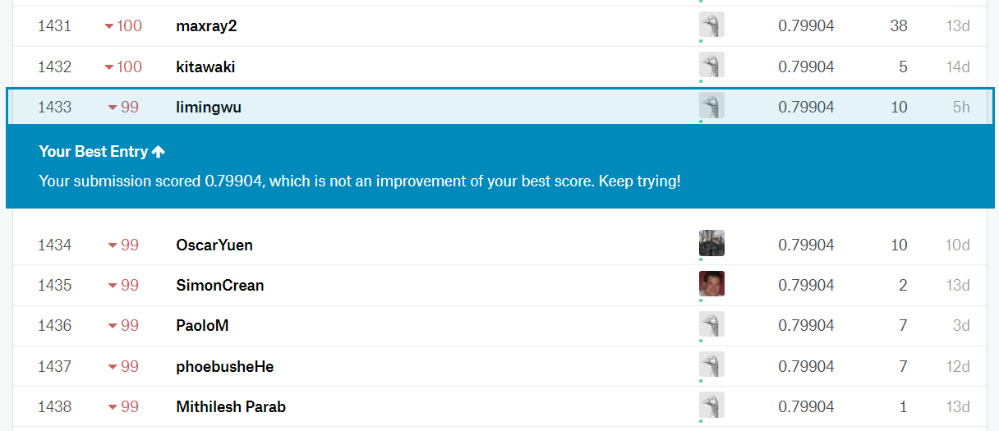 1431 100 maxray2 0.79904 38 13d
1432 100 kitawaki 0.79904 5 14d
1433 99 limingwu 0.79904 10 5h
Your Best Entry
Your submission scored 0.79904, which is not an improvement of your best score. Keep trying!
1434 99 OscarYuen 0.79904 10 10d
1435 99 SimonCrean 0.79904 2 13d
1436 99 PaoloM 0.79904 7 3d
1437 99 phoebusheHe 0.79904 7 12d
1438 99 Mithilesh Parab 0.79904 1 13d